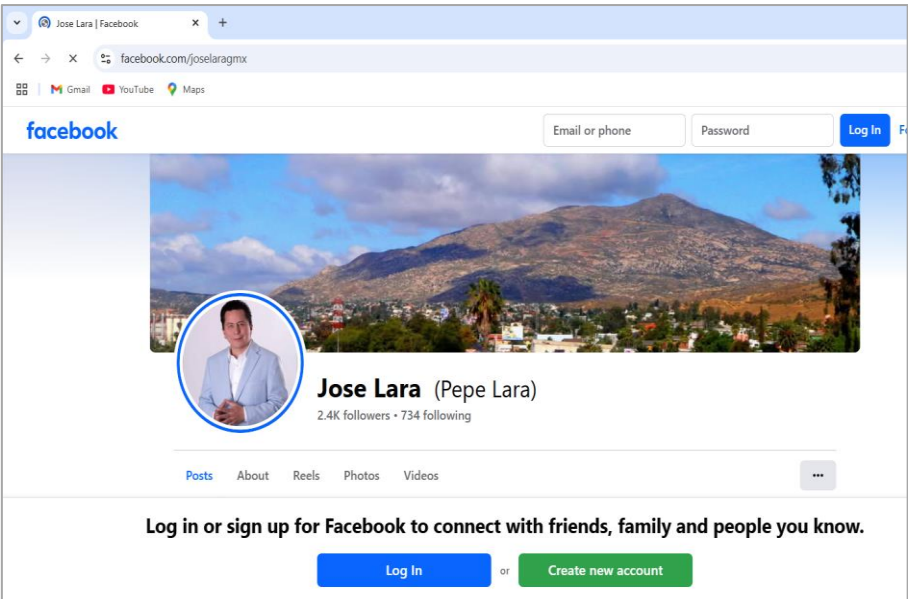 Jose Lara | Facebook
facebook.com/joselaragmx
Gmail YouTube Maps
facebook
Email or phone Password Log In
Jose Lara (Pepe Lara)
2.4K followers • 734 following
Posts About Reels Photos Videos
Log in or sign up for Facebook to connect with friends, family and people you know.
Log In or Create new account